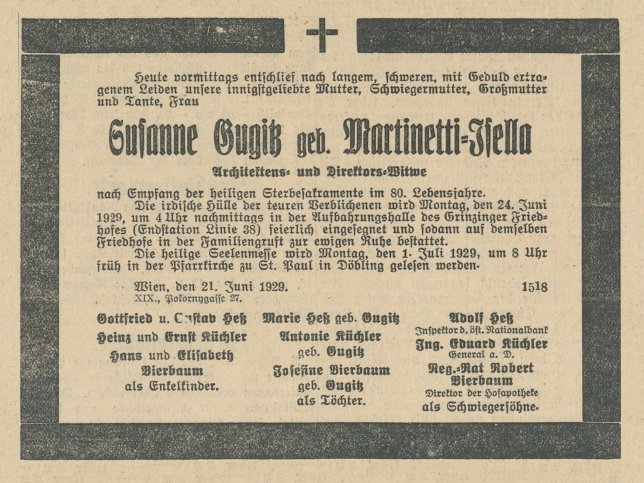 Heute vormittags entschlief nach langem, schweren, mit Geduld ertra-
genem Leiden unsere innigstgeliebte Mutter, Schwiegermutter, Großmutter
und Tante, Frau
Susanne Gugitz geb. Martinetti-Isella
Architektens- und Direktors-Witwe
nach Empfang der heiligen Sterbesakramente im 80. Lebensjahre.
Die irdische Hülle der teuren Verblichenen wird Montag, den 24. Juni
1929, um 4 Uhr nachmittags in der Aufbahrungshalle des Grinzinger Fried-
hofes (Endstation Linie 38) feierlich eingesegnet und sodann auf demselben
Friedhofe in der Familiengruft zur ewigen Ruhe bestattet.
Die heilige Seelenmesse wird Montag, den 1. Juli 1929, um 8 Uhr
früh in der Pfarrkirche zu St. Paul in Döbling gelesen werden.
Wien, den 21. Juni 1929. 1518
XIX., Pokornygasse 27.
Gottfried u. Gustav Heß
Heinz und Ernst Küchler
Hans und Elisabeth
Bierbaum
als Enkelkinder.
Marie Heß geb. Gugitz
Antonie Küchler
geb. Gugitz
Josefine Bierbaum
geb. Gugitz
als Töchter.
Adolf Heß
Inspektor d. öst. Nationalbank
Ing. Eduard Küchler
General a. D.
Reg.-Rat Robert
Bierbaum
Direktor der Hofapotheke
als Schwiegersöhne.